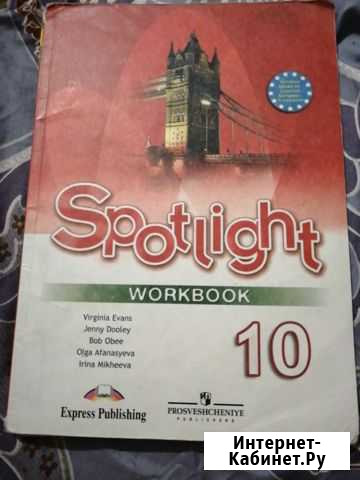 Spotlight
WORKBOOK
Virginia Evans
Jenny Dooley
Bob Obee
Olga Afanasyeva
Irina Mikheeva
10
Express Publishing
PROSVESHCHENIYE
PUBLISHERS
Интернет-
Кабинет.Ру